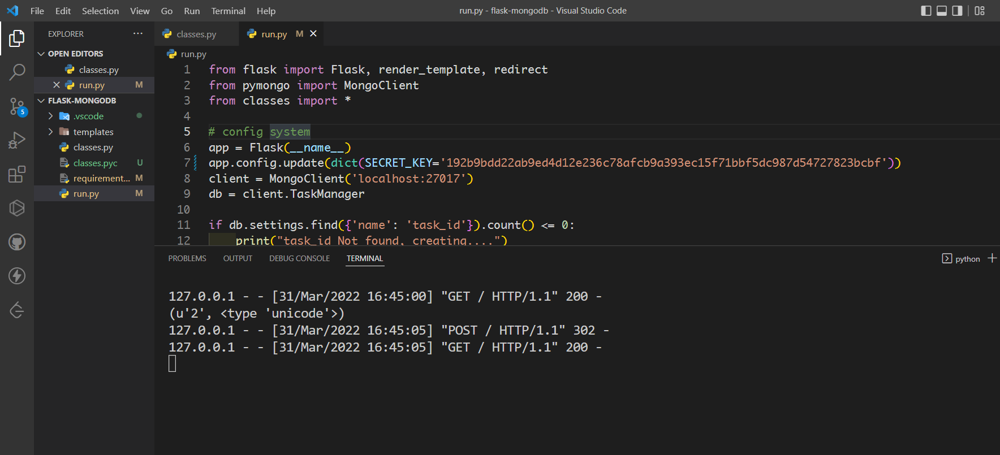 File Edit Selection View Go Run Terminal Help
run.py - flask-mongodb - Visual Studio Code
EXPLORER ···
OPEN EDITORS
classes.py
run.py M
FLASK-MONGODB
.vscode
templates
classes.py
classes.pyc U
requirement... M
run.py M
5
classes.py
run.py M
run.py
1 from flask import Flask, render_template, redirect
2 from pymongo import MongoClient
3 from classes import *
4
5 # config system
6 app = Flask(__name__)
7 app.config.update(dict(SECRET_KEY='192b9bdd22ab9ed4d12e236c78afcb9a393ec15f71bbf5dc987d54727823bcbf'))
8 client = MongoClient('localhost:27017')
9 db = client.TaskManager
10
11 if db.settings.find({'name': 'task_id'}).count() <= 0:
12 print("task_id Not found, creating....")
PROBLEMS OUTPUT DEBUG CONSOLE TERMINAL
python
127.0.0.1 - - [31/Mar/2022 16:45:00] "GET / HTTP/1.1" 200 -
(u'2', <type 'unicode'>)
127.0.0.1 - - [31/Mar/2022 16:45:05] "POST / HTTP/1.1" 302 -
127.0.0.1 - - [31/Mar/2022 16:45:05] "GET / HTTP/1.1" 200 -